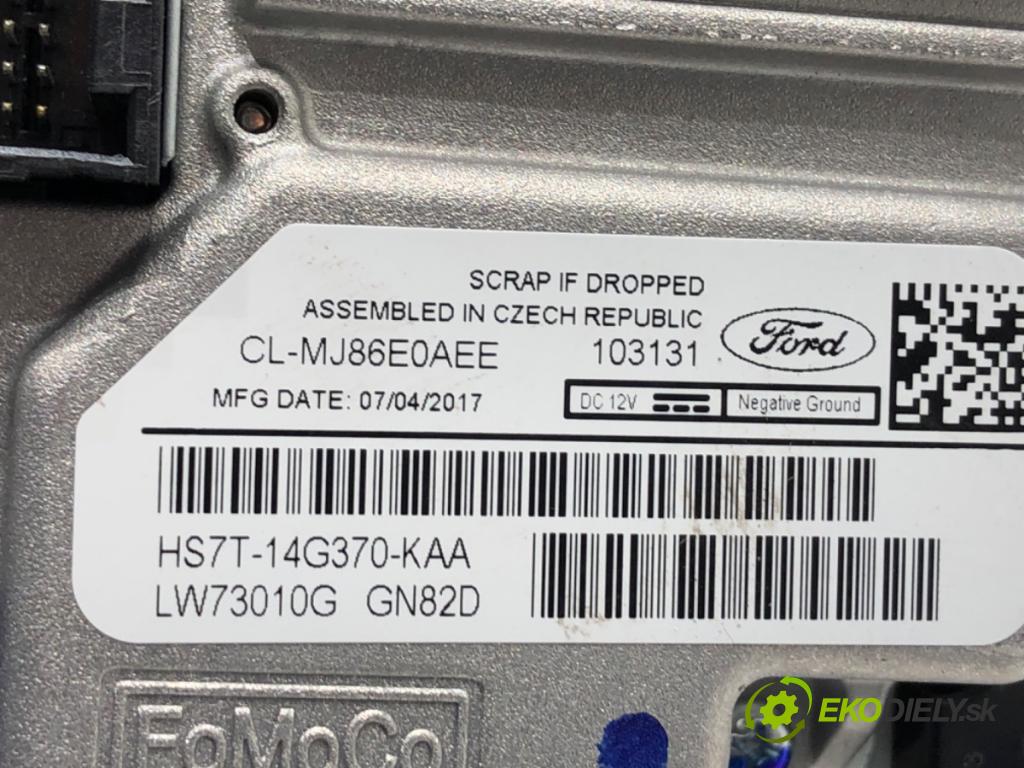 SCRAP IF DROPPED
ASSEMBLED IN CZECH REPUBLIC
CL-MJ86E0AEE 103131
Ford
MFG DATE: 07/04/2017
DC 12V Negative Ground
HS7T-14G370-KAA
LW73010G GN82D
FoMoCo
EKODIELY.sk